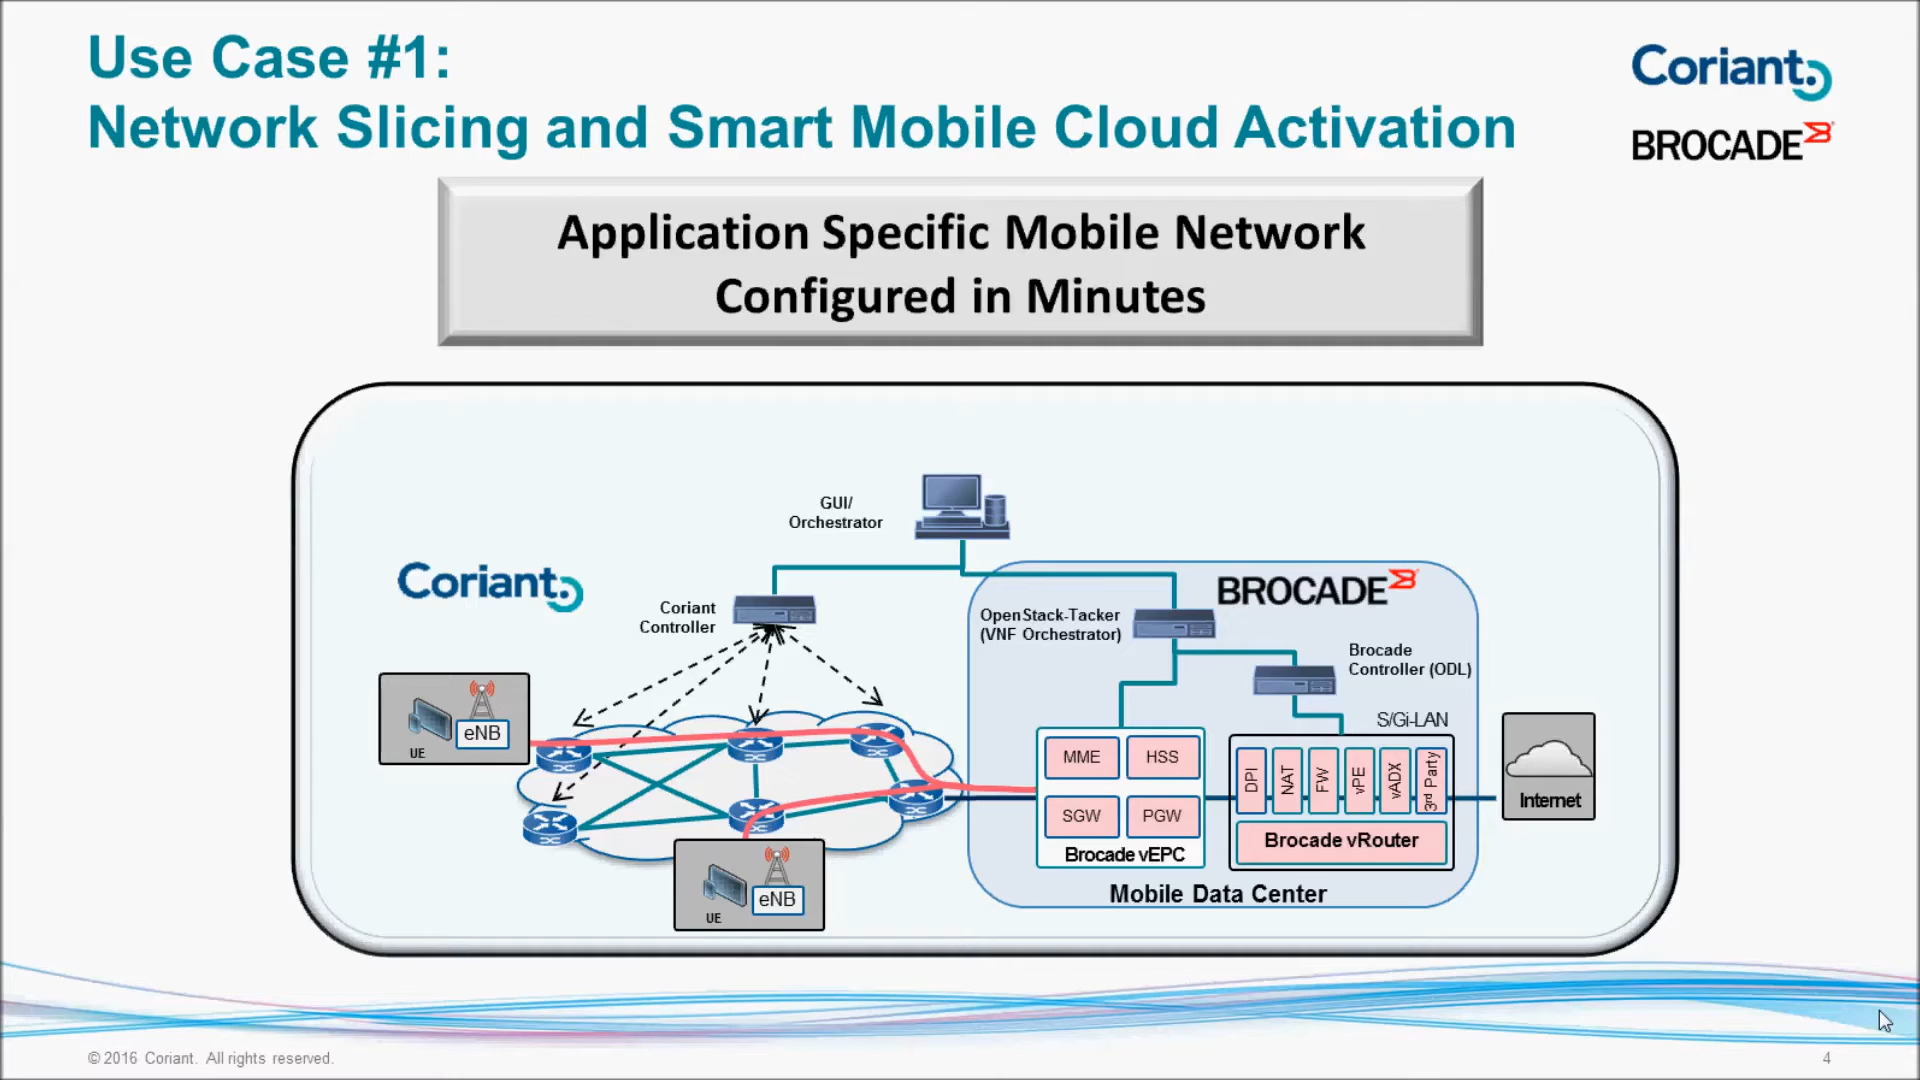 Use Case #1:
Network Slicing and Smart Mobile Cloud Activation
Coriant
BROCADE
Application Specific Mobile Network
Configured in Minutes
GUI/
Orchestrator
Coriant
Coriant
Controller
BROCADE
OpenStack-Tacker
(VNF Orchestrator)
Brocade
Controller (ODL)
S/Gi-LAN
eNB
UE
MME
HSS
SGW
PGW
Brocade vEPC
DPI
NAT
FW
vPE
vADX
3rd Party
Brocade vRouter
Internet
eNB
UE
Mobile Data Center
© 2016 Coriant. All rights reserved.
4